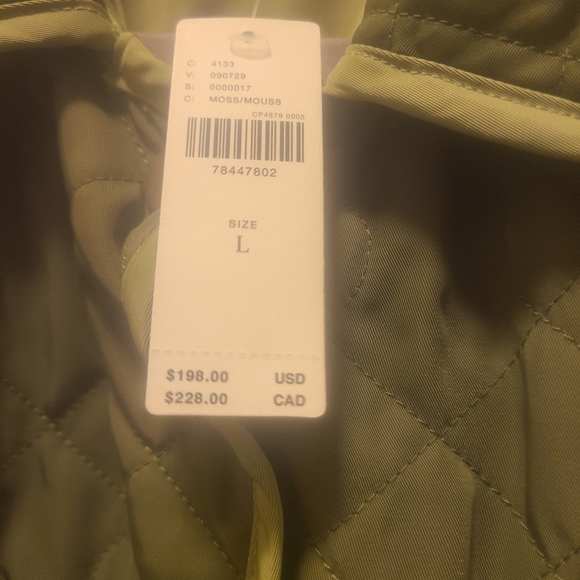 C: 4133
V: 090729
S: 0000017
C: MOSS/MOUSS
CP4879 0005
78447802
SIZE
L
$198.00 USD
$228.00 CAD